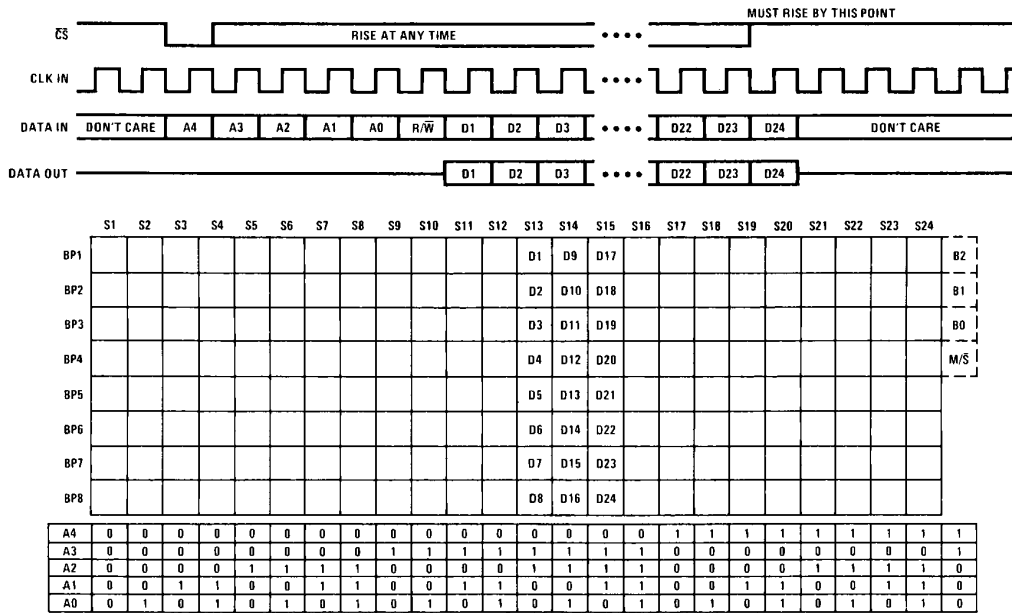 MUST RISE BY THIS POINT
CS RISE AT ANY TIME
CLK IN
DATA IN DON'T CARE A4 A3 A2 A1 A0 R/W D1 D2 D3 D22 D23 D24 DON'T CARE
DATA OUT D1 D2 D3 D22 D23 D24
S1 S2 S3 S4 S5 S6 S7 S8 S9 S10 S11 S12 S13 S14 S15 S16 S17 S18 S19 S20 S21 S22 S23 S24
BP1 D1 D9 D17 B2
BP2 D2 D10 D18 B1
BP3 D3 D11 D19 B0
BP4 D4 D12 D20 M/S
BP5 D5 D13 D21
BP6 D6 D14 D22
BP7 D7 D15 D23
BP8 D8 D16 D24
A4 0 0 0 0 0 0 0 0 0 0 0 0 0 0 0 0 1 1 1 1 1 1 1 1 1
A3 0 0 0 0 0 0 0 0 1 1 1 1 1 1 1 1 0 0 0 0 0 0 0 0 1
A2 0 0 0 0 1 1 1 1 0 0 0 0 1 1 1 1 0 0 0 0 1 1 1 1 0
A1 0 0 1 1 0 0 1 1 0 0 1 1 0 0 1 1 0 0 1 1 0 0 1 1 0
A0 0 1 0 1 0 1 0 1 0 1 0 1 0 1 0 1 0 1 0 1 0 1 0 1 0